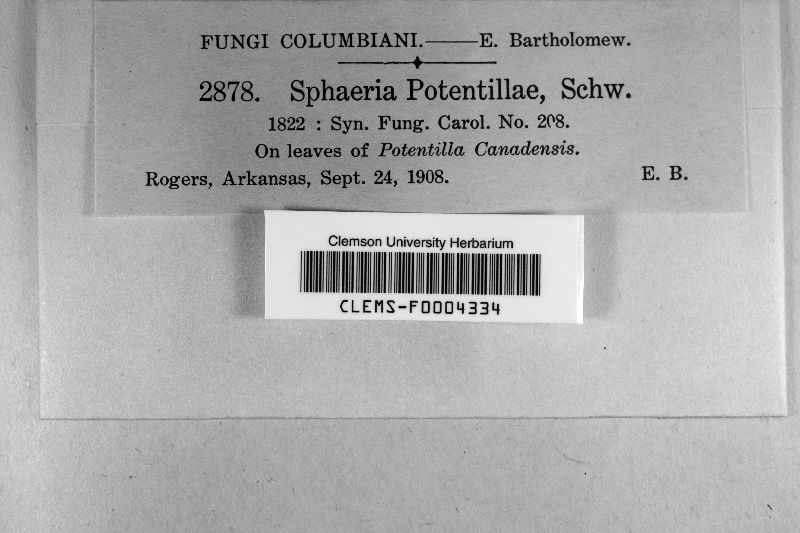 FUNGI COLUMBIANI.——E. Bartholomew.
2878. Sphaeria Potentillae, Schw.
1822 : Syn. Fung. Carol. No. 208.
On leaves of Potentilla Canadensis.
Rogers, Arkansas, Sept. 24, 1908. E. B.
Clemson University Herbarium
CLEMS-F0004334